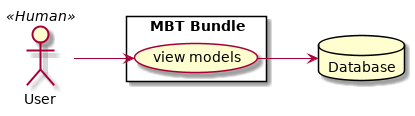 «Human»
User
MBT Bundle
view models
Database